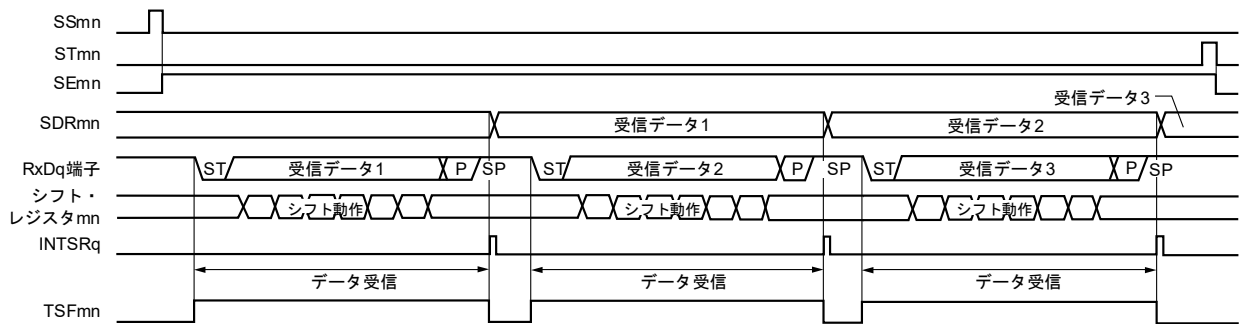 SSmn
STmn
SEmn
受信データ3
SDRmn 受信データ1 受信データ2
RxDq端子 ST 受信データ1 P SP ST 受信データ2 P SP ST 受信データ3 P SP
シフト・
レジスタmn シフト動作 シフト動作 シフト動作
INTSRq
データ受信 データ受信 データ受信
TSFmn